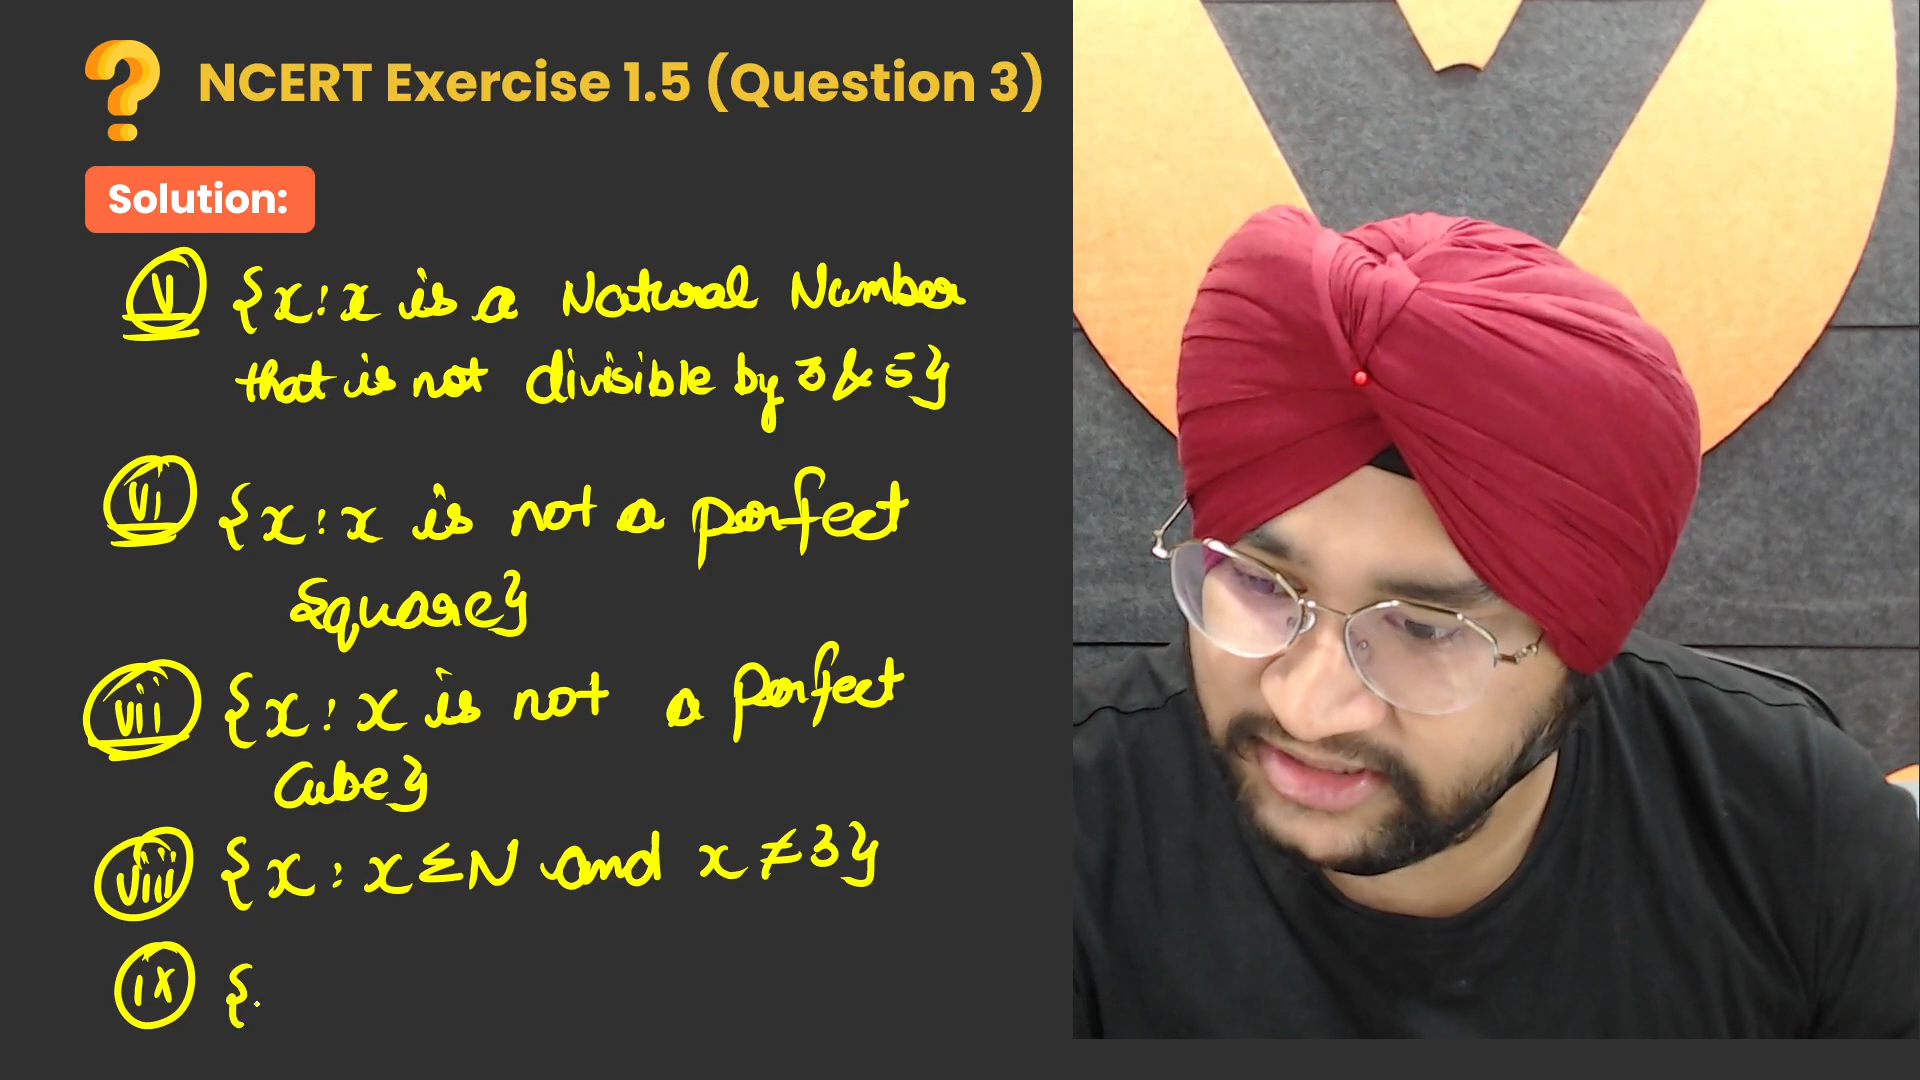 ? NCERT Exercise 1.5 (Question 3)
Solution:
v {x : x is a Natural Number
that is not divisible by 3 & 5}
vi {x : x is not a perfect
Square}
vii {x : x is not a perfect
Cube}
viii {x : x ∈ N and x ≠ 3}
ix {